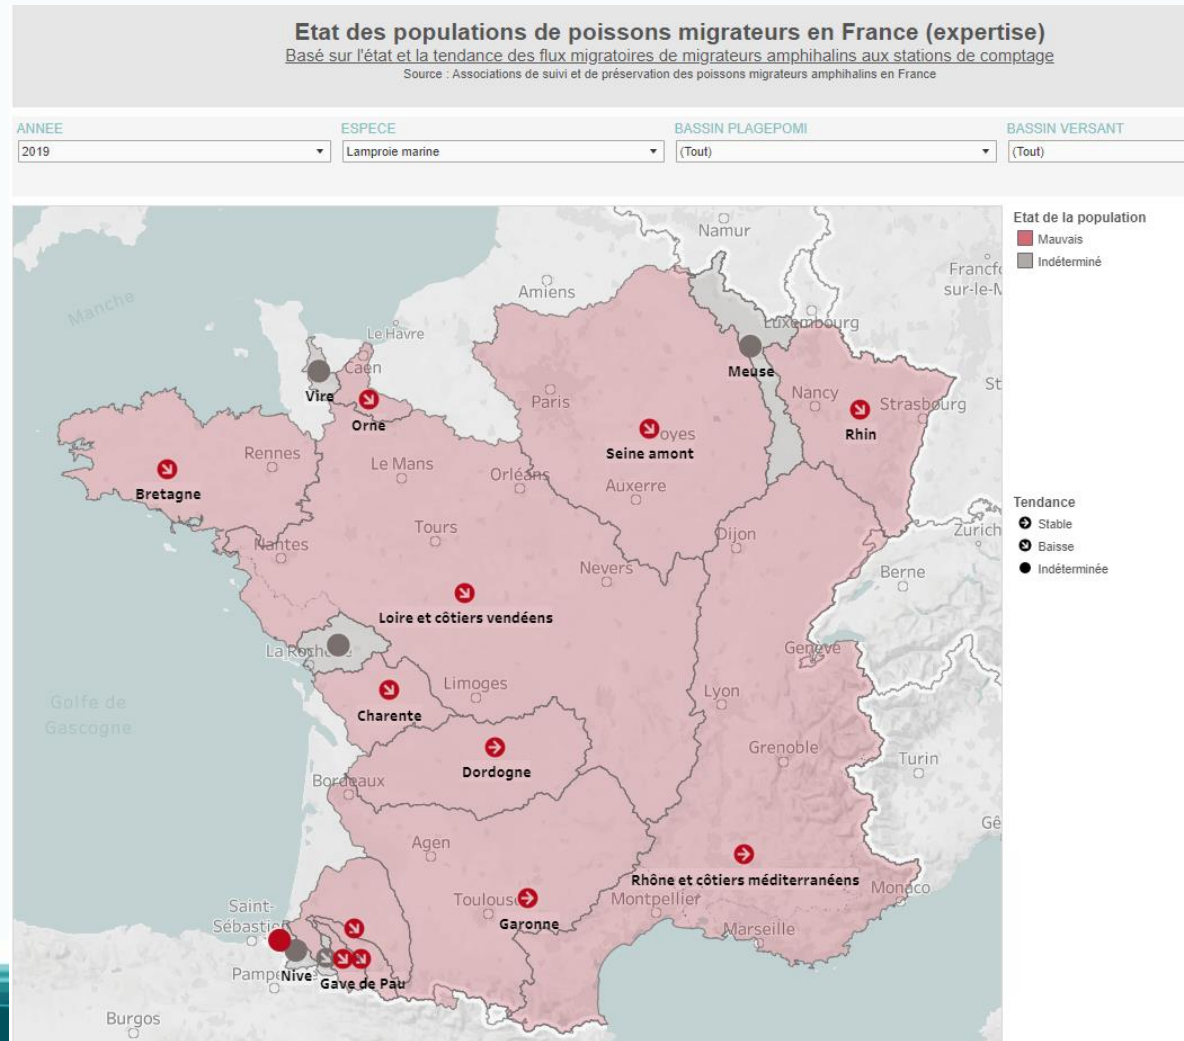 Etat des populations de poissons migrateurs en France (expertise)
Basé sur l'état et la tendance des flux migratoires de migrateurs amphihalins aux stations de comptage
Source : Associations de suivi et de préservation des poissons migrateurs amphihalins en France
ANNEE
ESPECE
BASSIN PLAGEPOMI
BASSIN VERSANT
2019
Lamproie marine
(Tout)
(Tout)
Etat de la population
Mauvais
Indéterminé
Tendance
Stable
Baisse
Indéterminée
Namur
Amiens
Manche
Le Havre
Luxembourg
Caen
Meuse
Vire
Paris
Nancy
Strasbourg
Orne
Rhin
Seine amont
Rennes
Le Mans
Orléans
Auxerre
Bretagne
Tours
Dijon
Zurich
Nantes
Nevers
Berne
Loire et côtiers vendéens
Genève
Limoges
Lyon
Golfe de
Gascogne
Charente
Grenoble
Turin
Dordogne
Bordeaux
Agen
Rhône et côtiers méditerranéens
Monaco
Montpellier
Garonne
Marseille
Saint-
Nive
Gave de Pau
Burgos